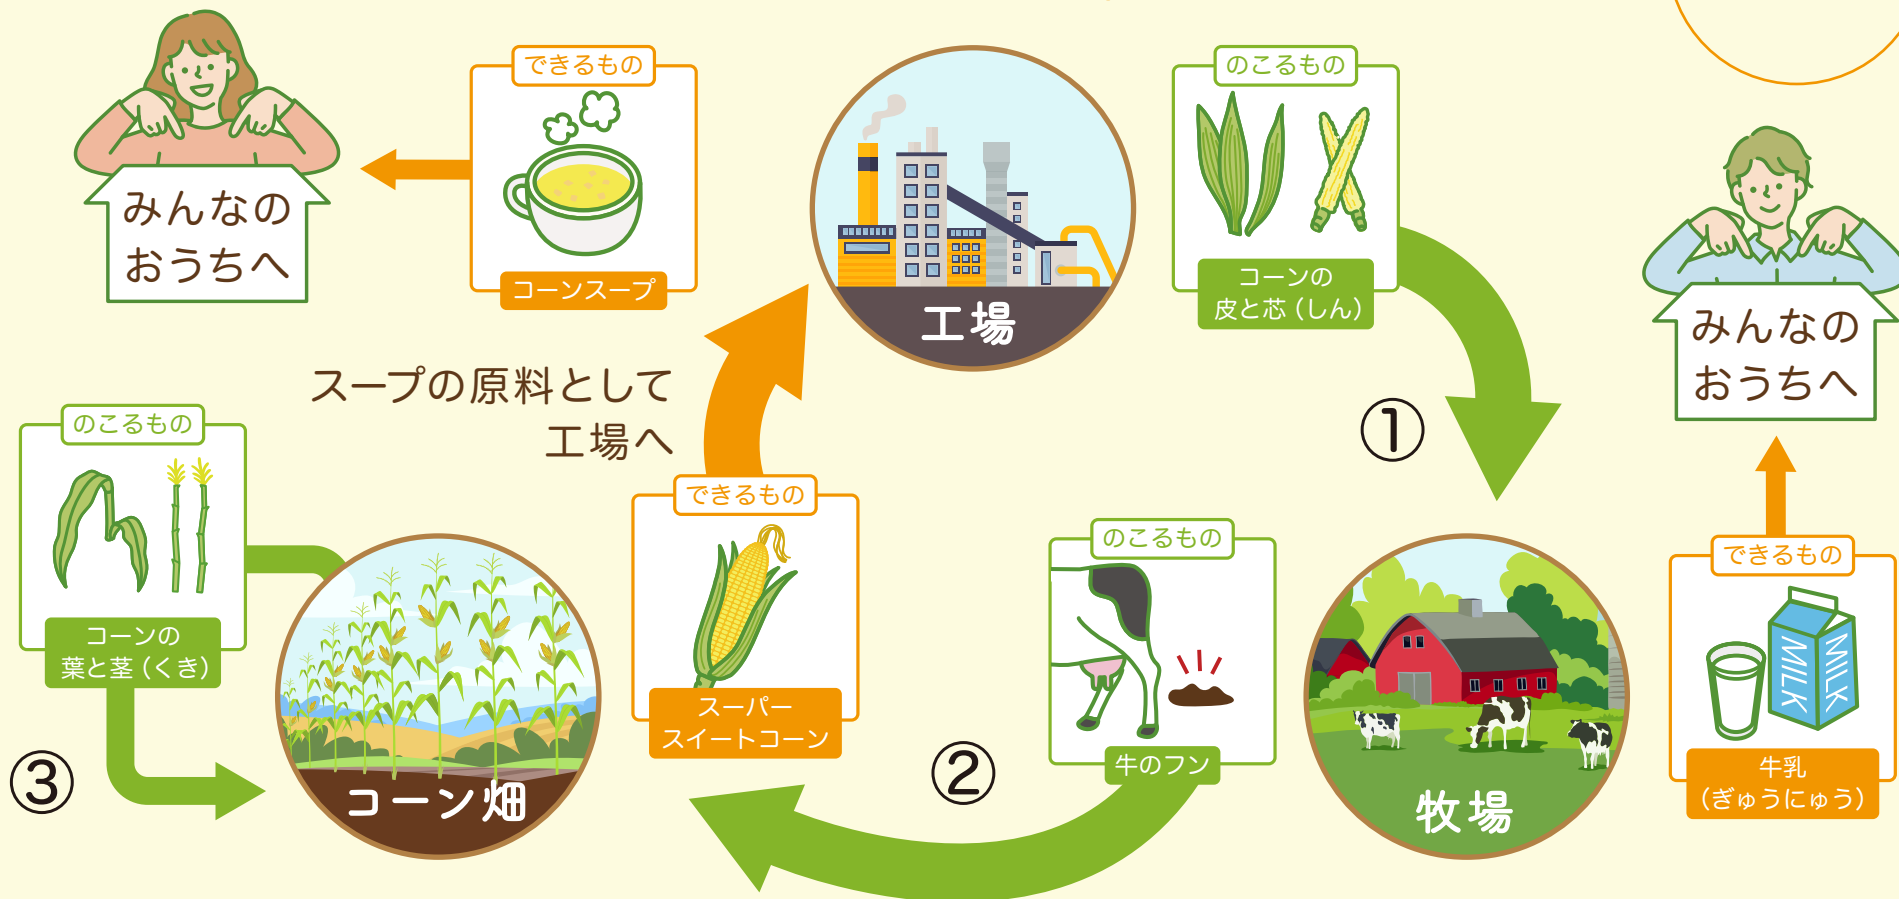 みんなの
おうちへ
できるもの
コーンスープ
工場
のこるもの
コーンの
皮と芯（しん）
①
みんなの
おうちへ
できるもの
MILK
MILK
牛乳
（ぎゅうにゅう）
牧場
のこるもの
牛のフン
②
スープの原料として
工場へ
できるもの
スーパー
スイートコーン
コーン畑
のこるもの
コーンの
葉と茎（くき）
③